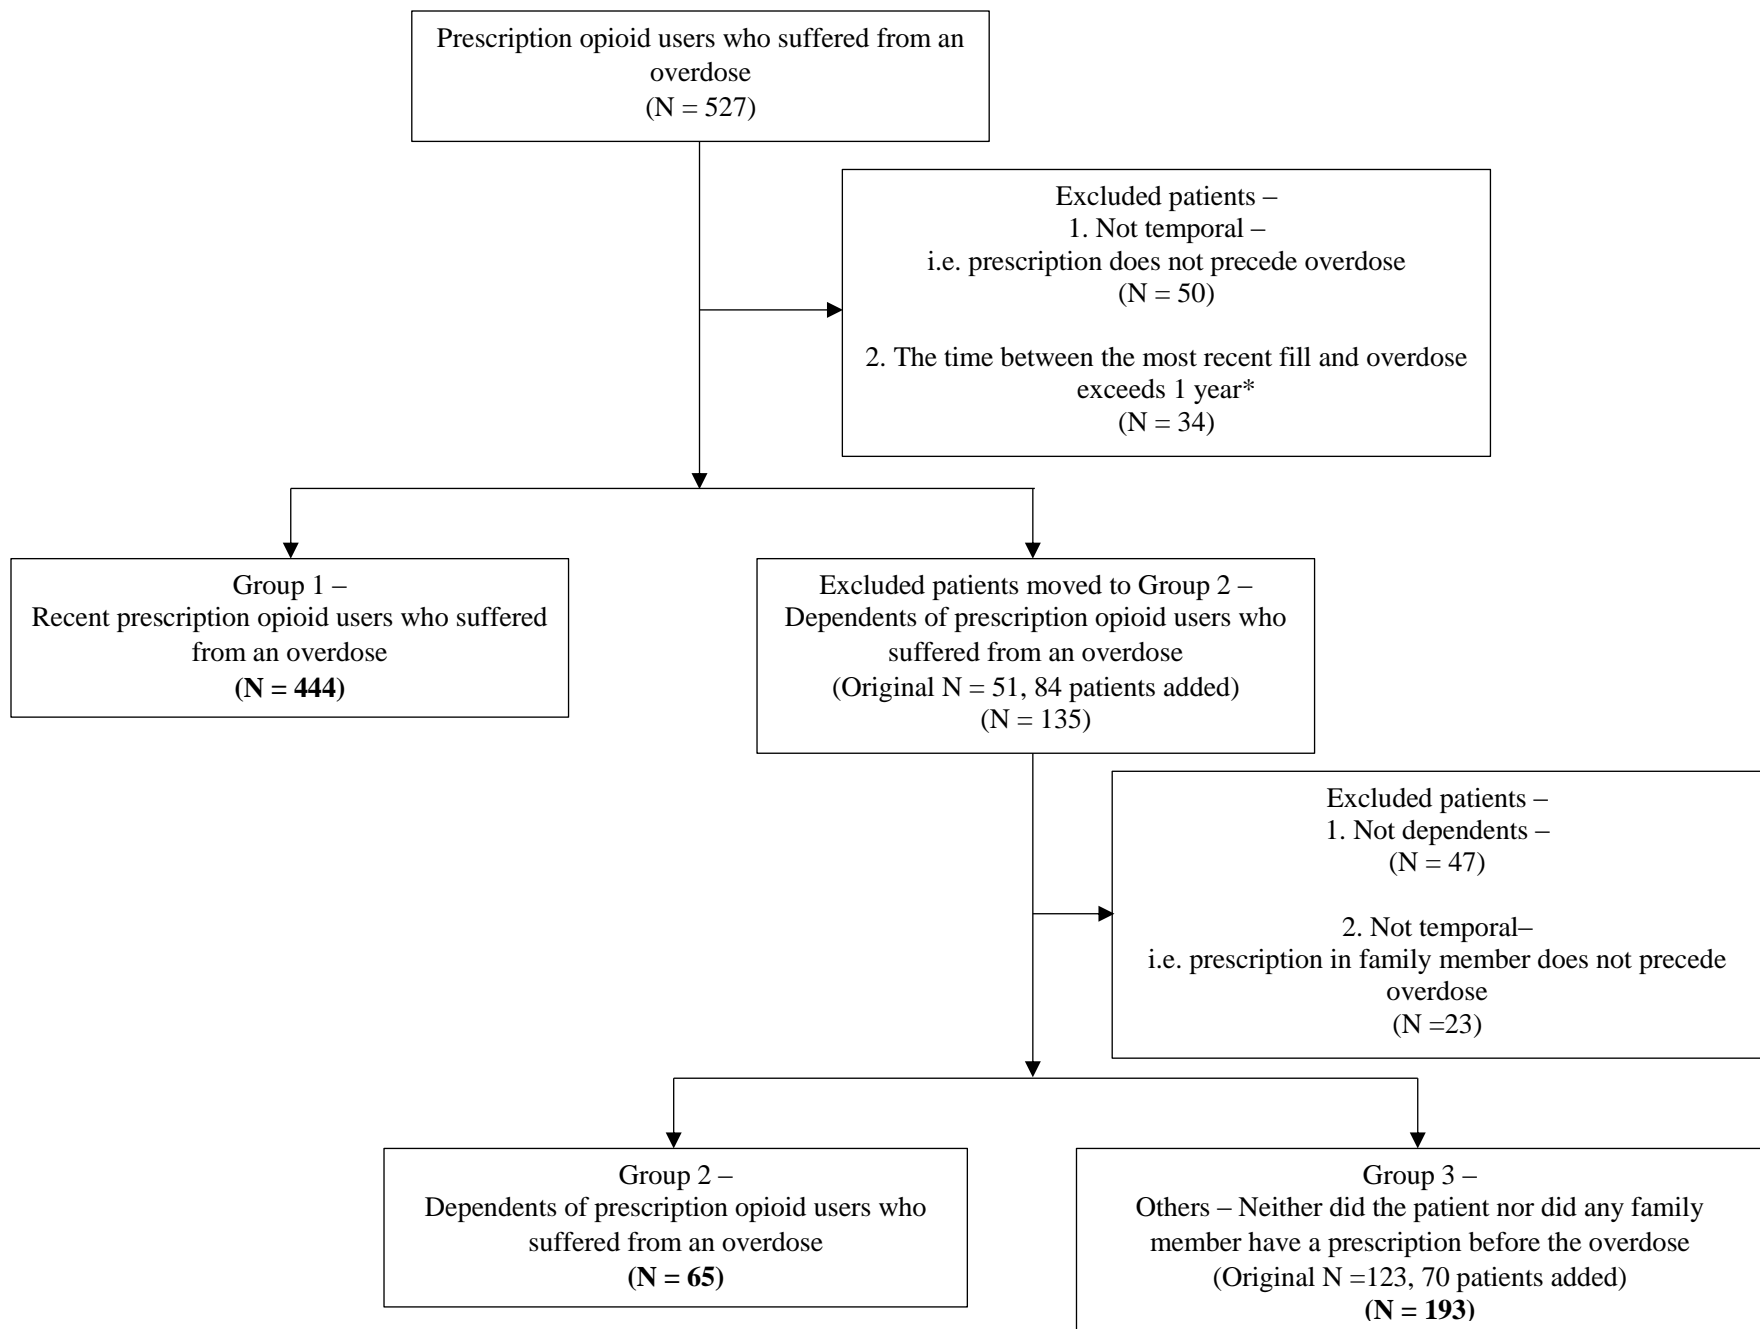 Prescription opioid users who suffered from an
overdose
(N = 527)
Excluded patients –
1. Not temporal –
i.e. prescription does not precede overdose
(N = 50)
2. The time between the most recent fill and overdose
exceeds 1 year*
(N = 34)
Group 1 –
Recent prescription opioid users who suffered
from an overdose
(N = 444)
Excluded patients moved to Group 2 –
Dependents of prescription opioid users who
suffered from an overdose
(Original N = 51, 84 patients added)
(N = 135)
Excluded patients –
1. Not dependents –
(N = 47)
2. Not temporal–
i.e. prescription in family member does not precede
overdose
(N =23)
Group 2 –
Dependents of prescription opioid users who
suffered from an overdose
(N = 65)
Group 3 –
Others – Neither did the patient nor did any family
member have a prescription before the overdose
(Original N =123, 70 patients added)
(N = 193)